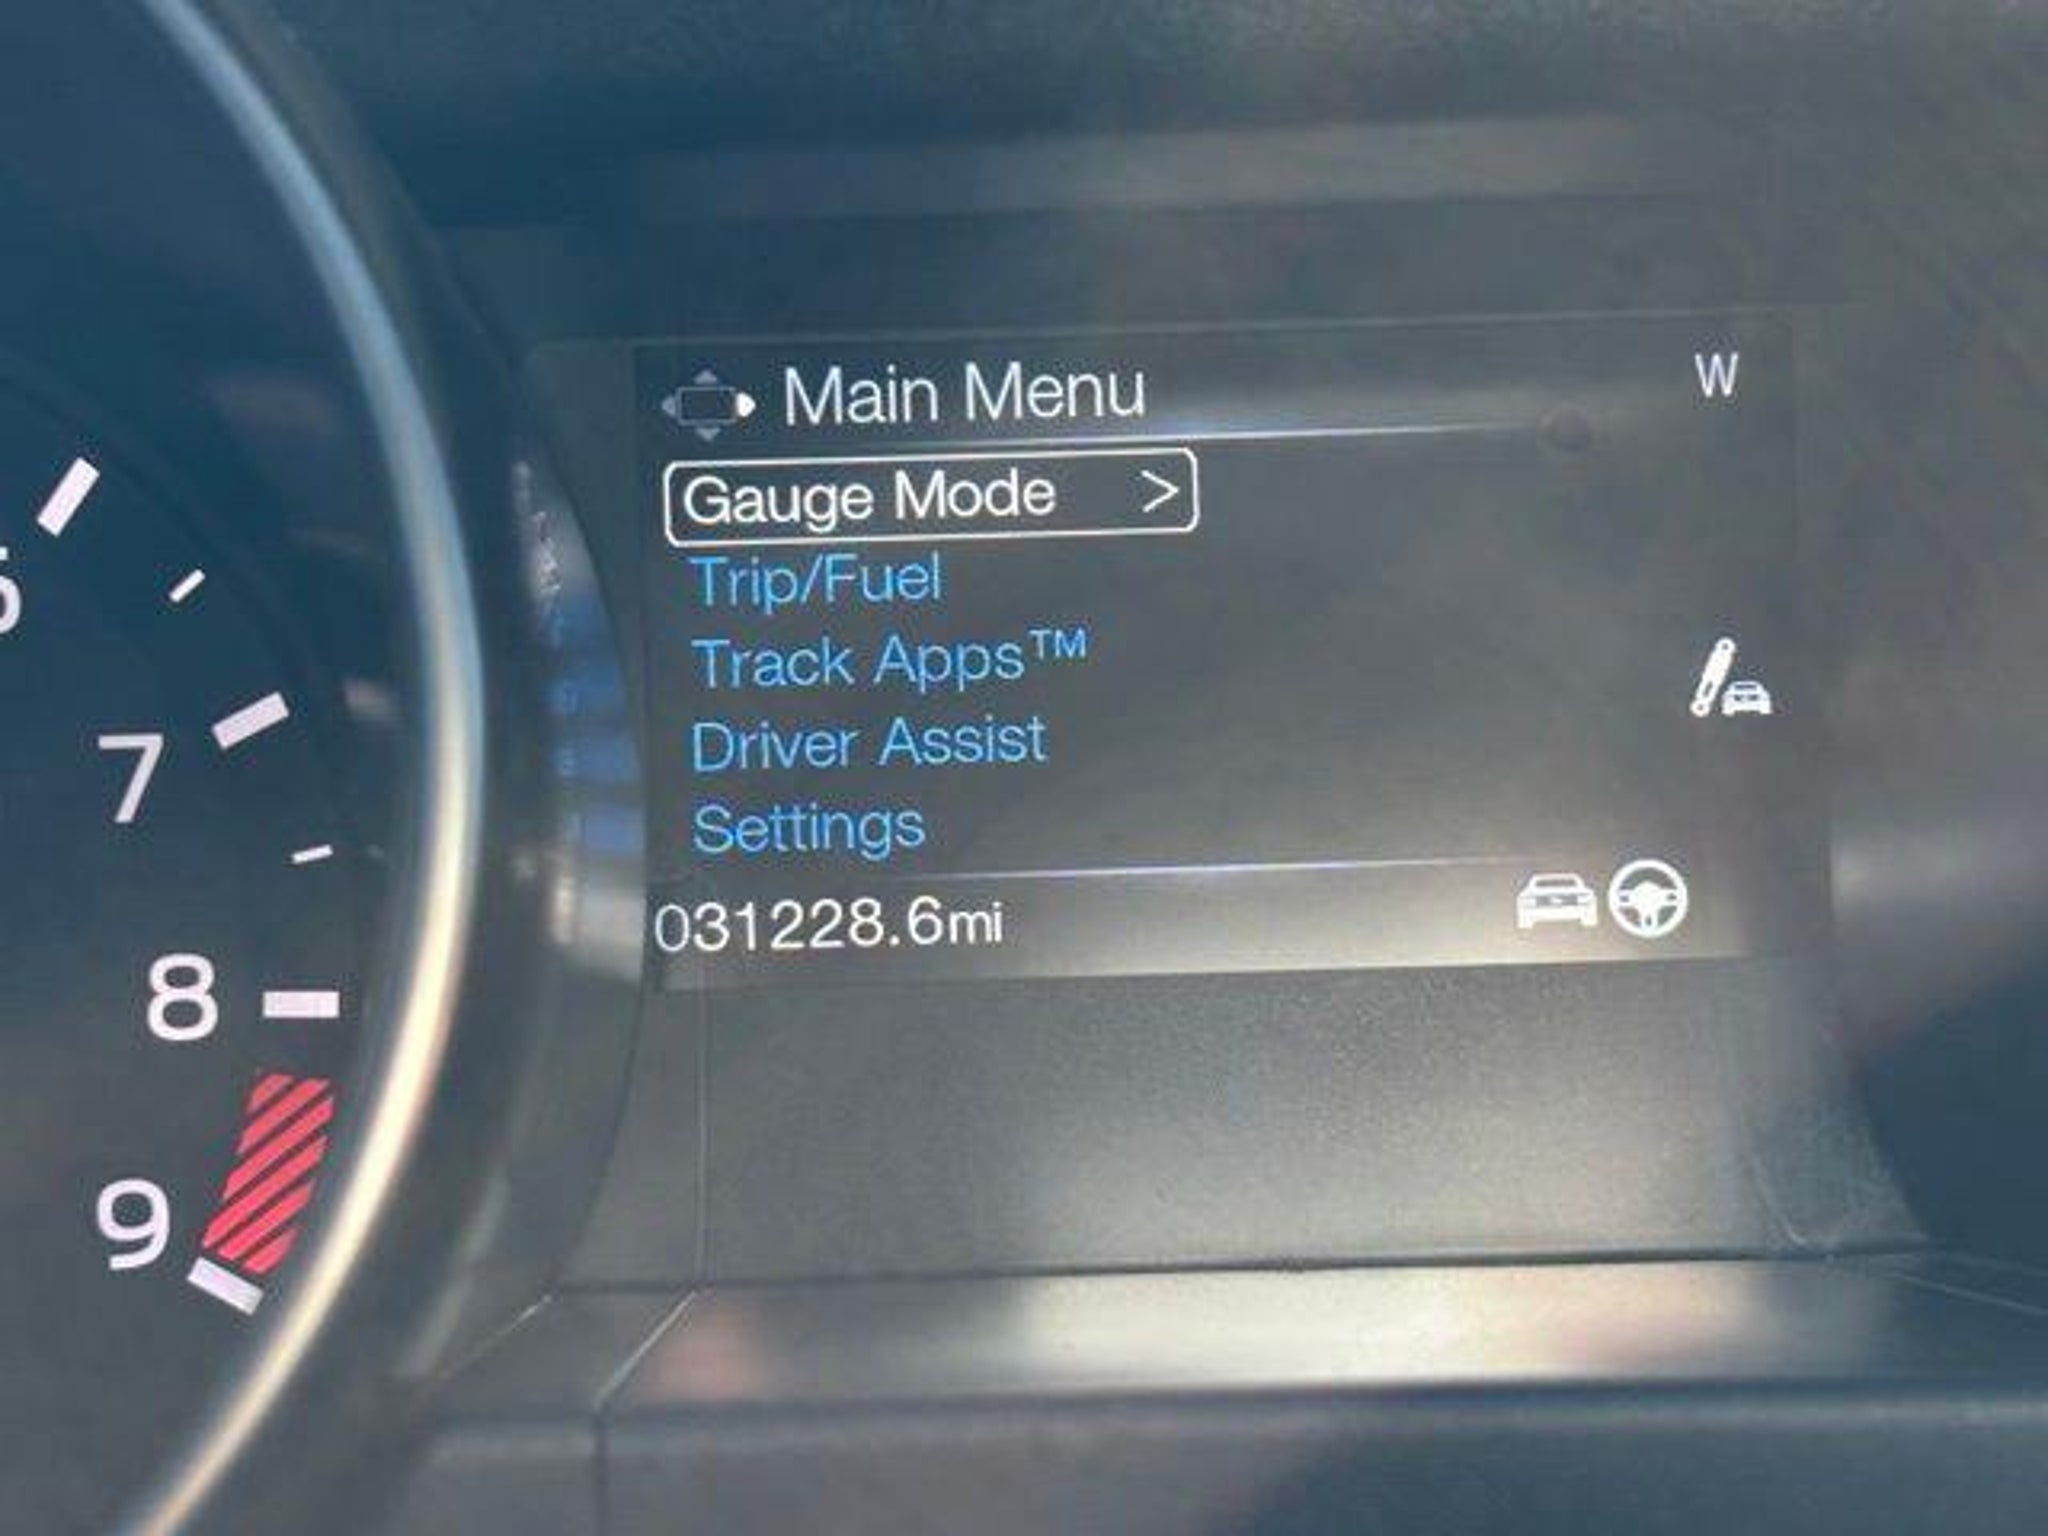 Main Menu
W
Gauge Mode >
Trip/Fuel
Track Apps™
Driver Assist
Settings
031228.6mi
7
8
9